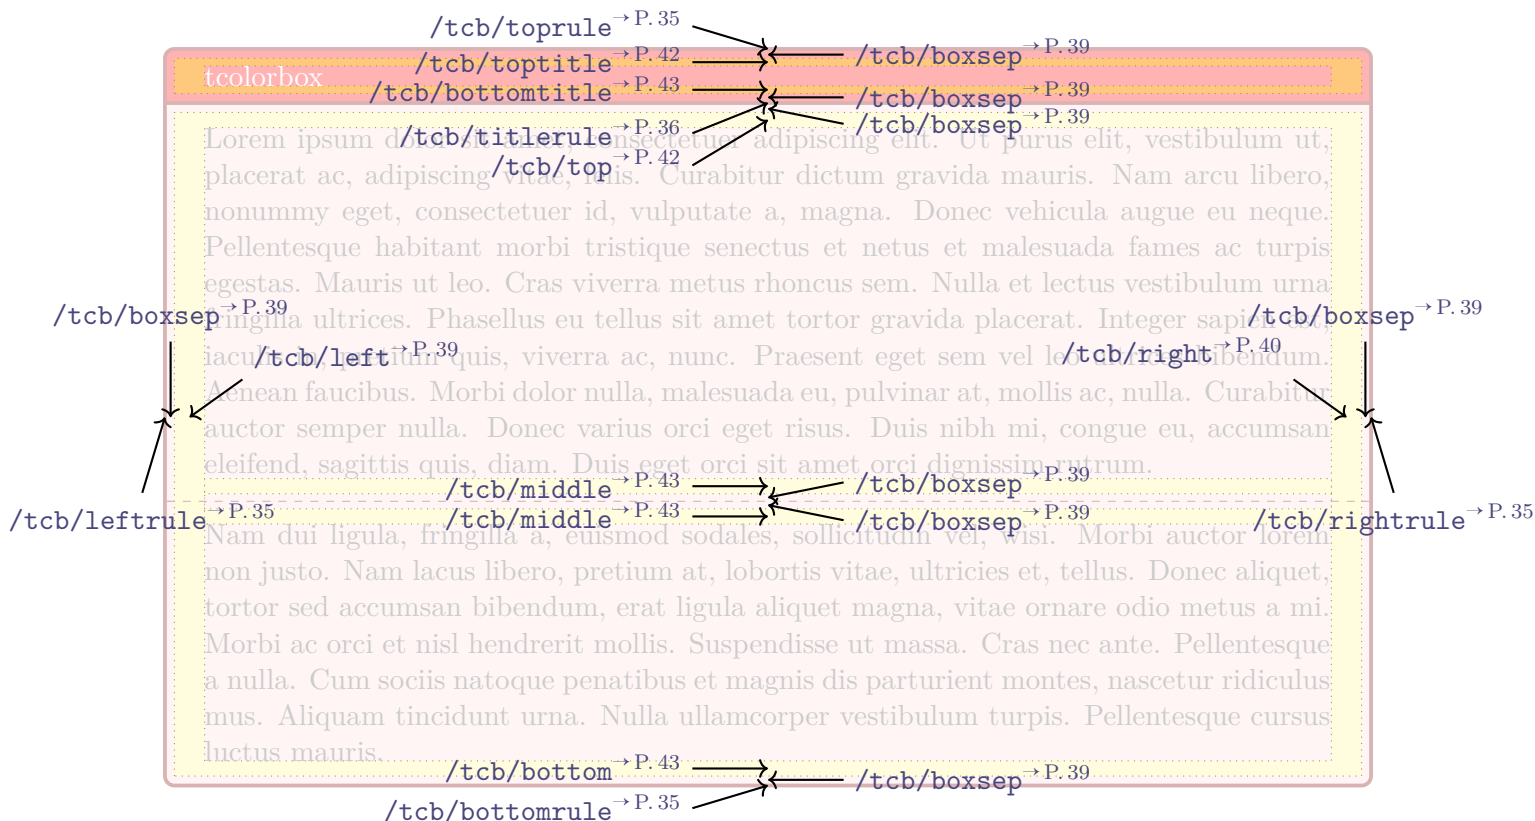 /tcb/toprule→P. 35
/tcb/boxsep→P. 39
/tcb/toptitle→P. 42
tcolorbox
/tcb/bottomtitle→P. 43
/tcb/boxsep→P. 39
/tcb/boxsep→P. 39
/tcb/titlerule→P. 36
Lorem ipsum consectetuer adipiscing elit. Ut purus elit, vestibulum ut,
/tcb/top→P. 42
placerat ac, adipiscing vitae, felis. Curabitur dictum gravida mauris. Nam arcu libero,
nonummy eget, consectetuer id, vulputate a, magna. Donec vehicula augue eu neque.
Pellentesque habitant morbi tristique senectus et netus et malesuada fames ac turpis
egestas. Mauris ut leo. Cras viverra metus rhoncus sem. Nulla et lectus vestibulum urna
/tcb/boxsep→P. 39
/tcb/boxsep→P. 39
fringilla ultrices. Phasellus eu tellus sit amet tortor gravida placerat. Integer sapien est,
/tcb/left→P. 39
/tcb/right→P. 40
iaculis in, quis, viverra ac, nunc. Praesent eget sem vel leo bibendum.
Aenean faucibus. Morbi dolor nulla, malesuada eu, pulvinar at, mollis ac, nulla. Curabitur
auctor semper nulla. Donec varius orci eget risus. Duis nibh mi, congue eu, accumsan
eleifend, sagittis quis, diam. Duis eget orci sit amet orci dignissim rutrum.
/tcb/middle→P. 43
/tcb/boxsep→P. 39
/tcb/leftrule→P. 35
/tcb/middle→P. 43
/tcb/boxsep→P. 39
/tcb/rightrule→P. 35
Nam dui ligula, fringilla a, euismod sodales, sollicitudin vel, wisi. Morbi auctor lorem
non justo. Nam lacus libero, pretium at, lobortis vitae, ultricies et, tellus. Donec aliquet,
tortor sed accumsan bibendum, erat ligula aliquet magna, vitae ornare odio metus a mi.
Morbi ac orci et nisl hendrerit mollis. Suspendisse ut massa. Cras nec ante. Pellentesque
a nulla. Cum sociis natoque penatibus et magnis dis parturient montes, nascetur ridiculus
mus. Aliquam tincidunt urna. Nulla ullamcorper vestibulum turpis. Pellentesque cursus
luctus mauris.
/tcb/bottom→P. 43
/tcb/boxsep→P. 39
/tcb/bottomrule→P. 35